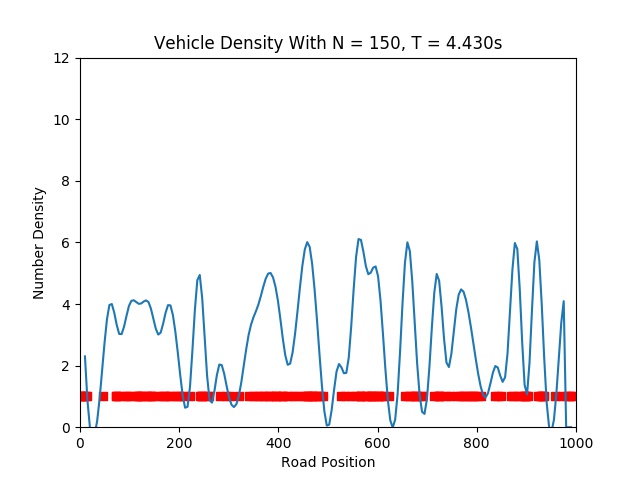 Vehicle Density With N = 150, T = 4.430s
12
10
8
6
4
2
0
Number Density
0 200 400 600 800 1000
Road Position